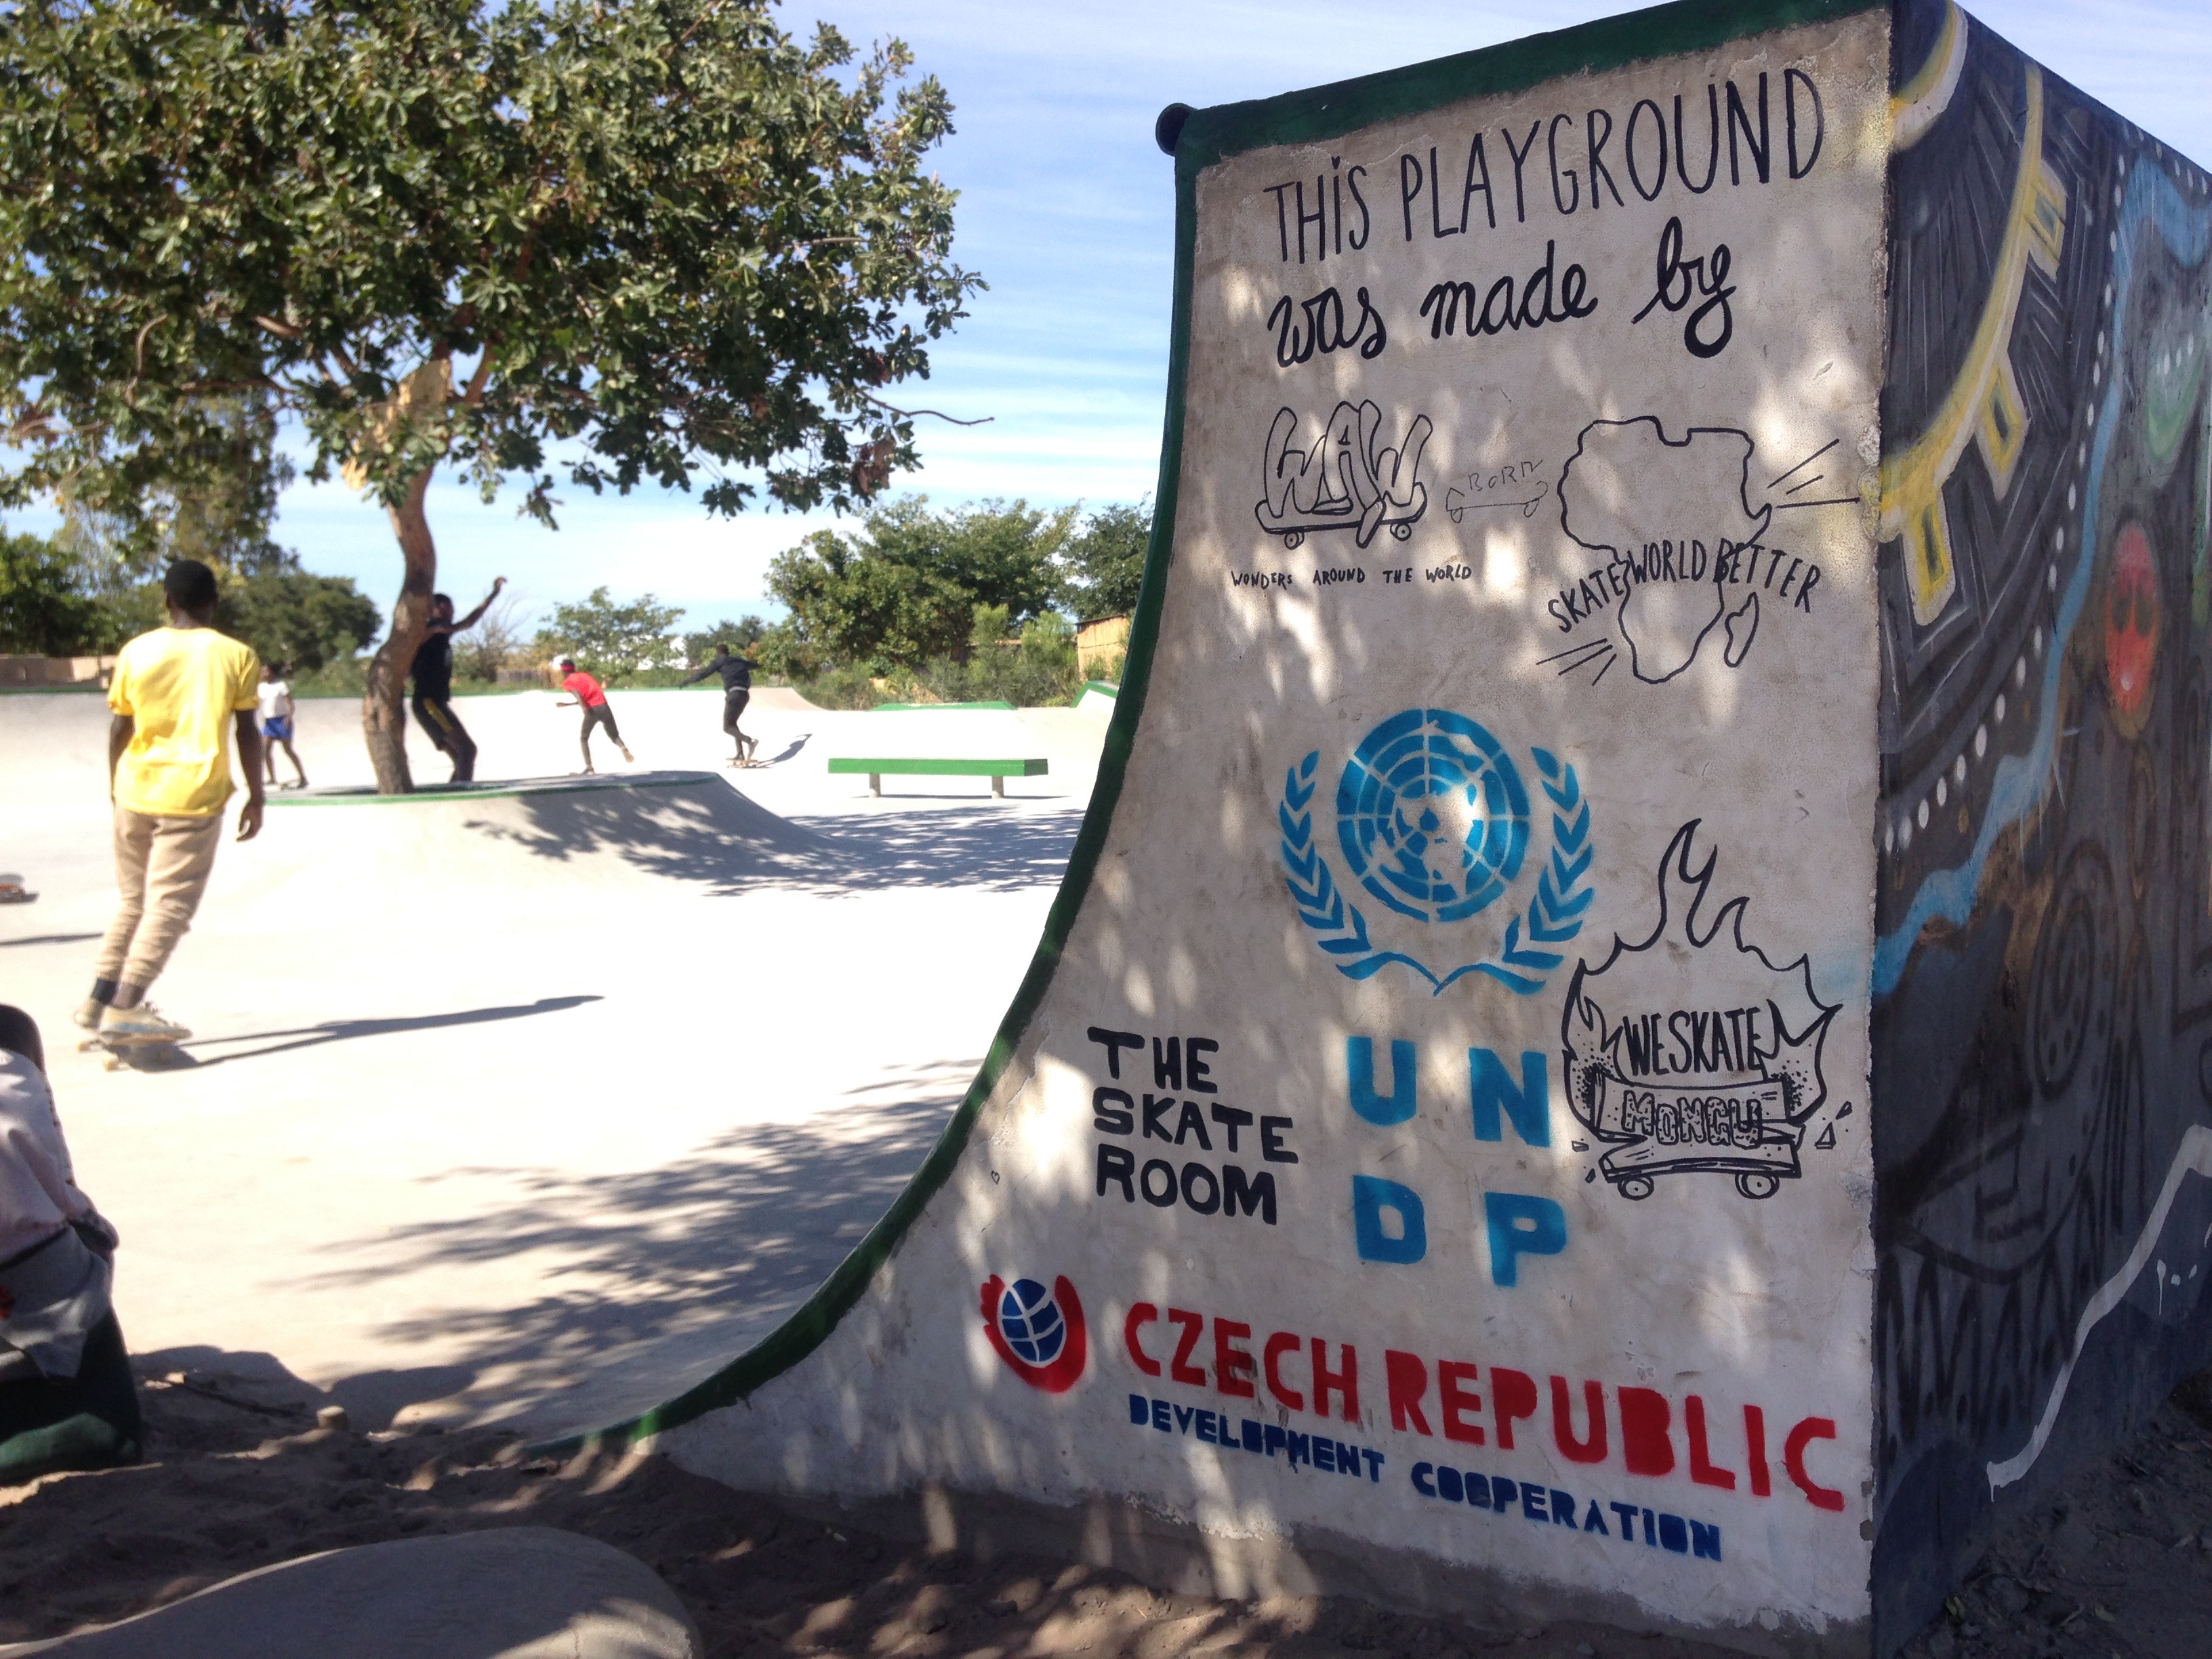 THIS PLAYGROUND
was made by
WAW
BORN
WONDERS AROUND THE WORLD
SKATE WORLD BETTER
WESKATE
MONGU
THE
SKATE
ROOM
U N
D P
CZECH REPUBLIC
DEVELOPMENT COOPERATION